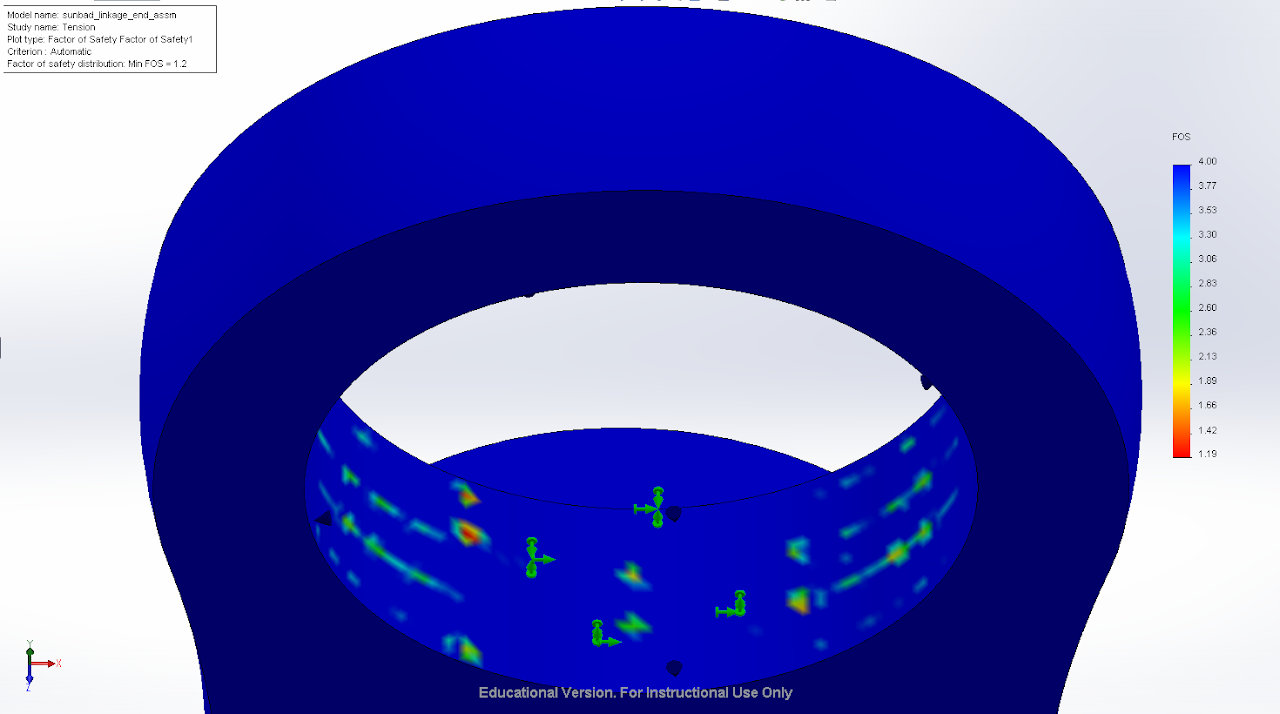 Model name: sunbad_linkage_end_assm
Study name: Tension
Plot type: Factor of Safety Factor of Safety1
Criterion : Automatic
Factor of safety distribution: Min FOS = 1.2
FOS
4.00
3.77
3.53
3.30
3.06
2.83
2.60
2.36
2.13
1.89
1.66
1.42
1.19
Y
X
Z
Educational Version. For Instructional Use Only